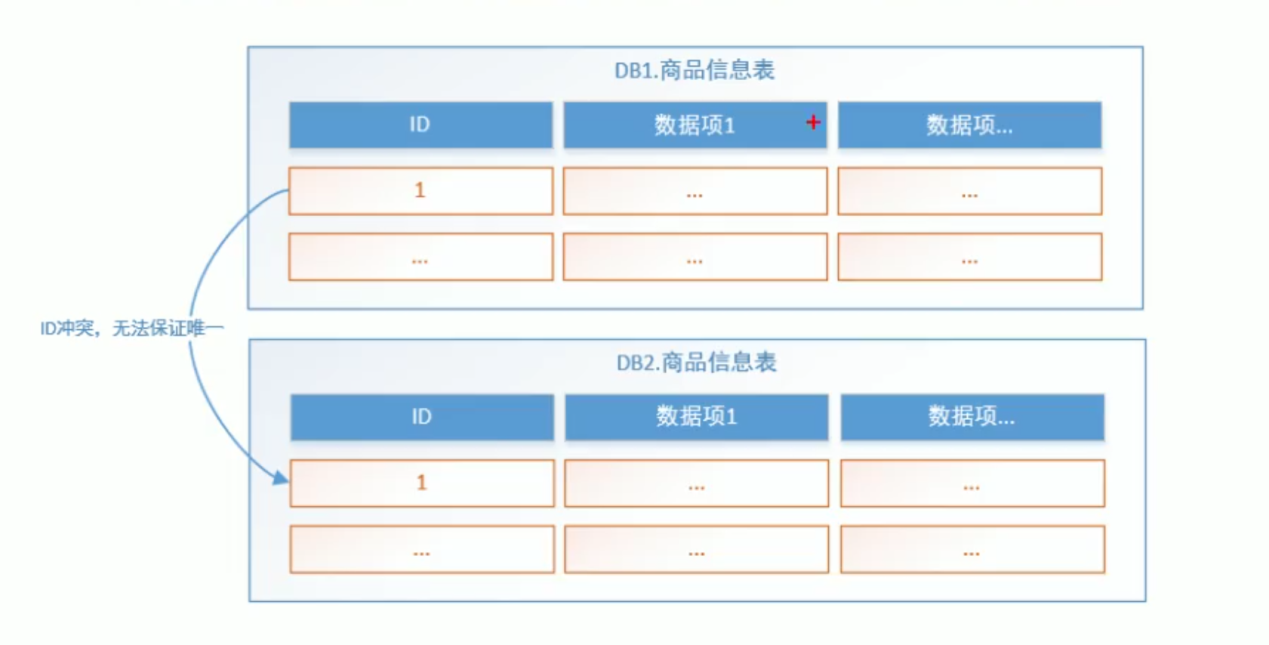 DB1.商品信息表
ID 数据项1 数据项...
1 ... ...
... ... ...
ID冲突，无法保证唯一
DB2.商品信息表
ID 数据项1 数据项...
1 ... ...
... ... ...